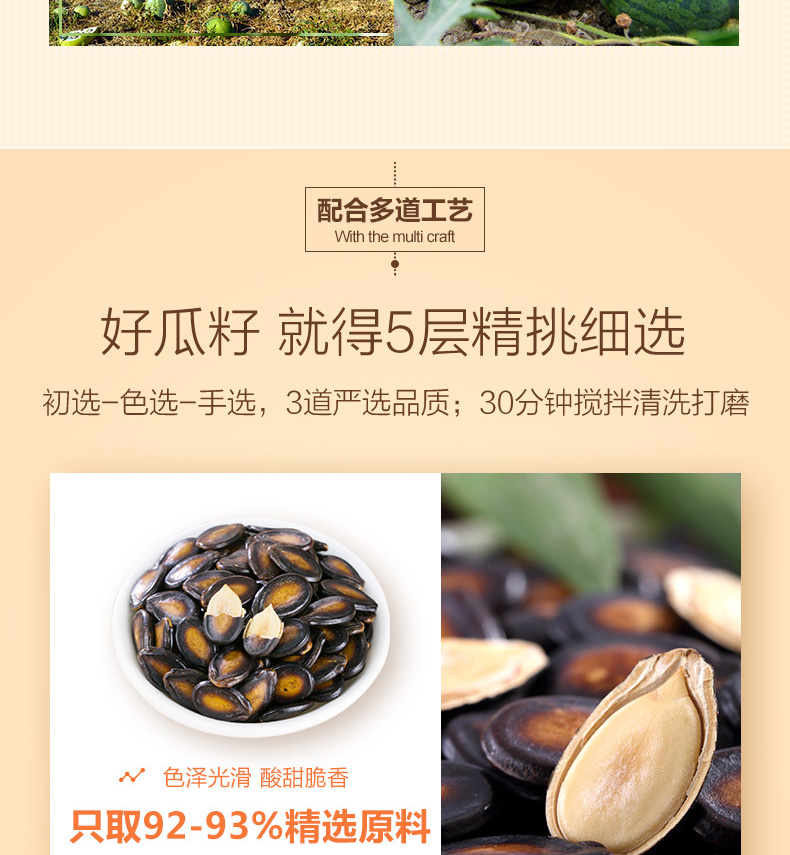 配合多道工艺
With the multi craft
好瓜籽 就得5层精挑细选
初选-色选-手选，3道严选品质；30分钟搅拌清洗打磨
色泽光滑 酸甜脆香
只取92-93%精选原料